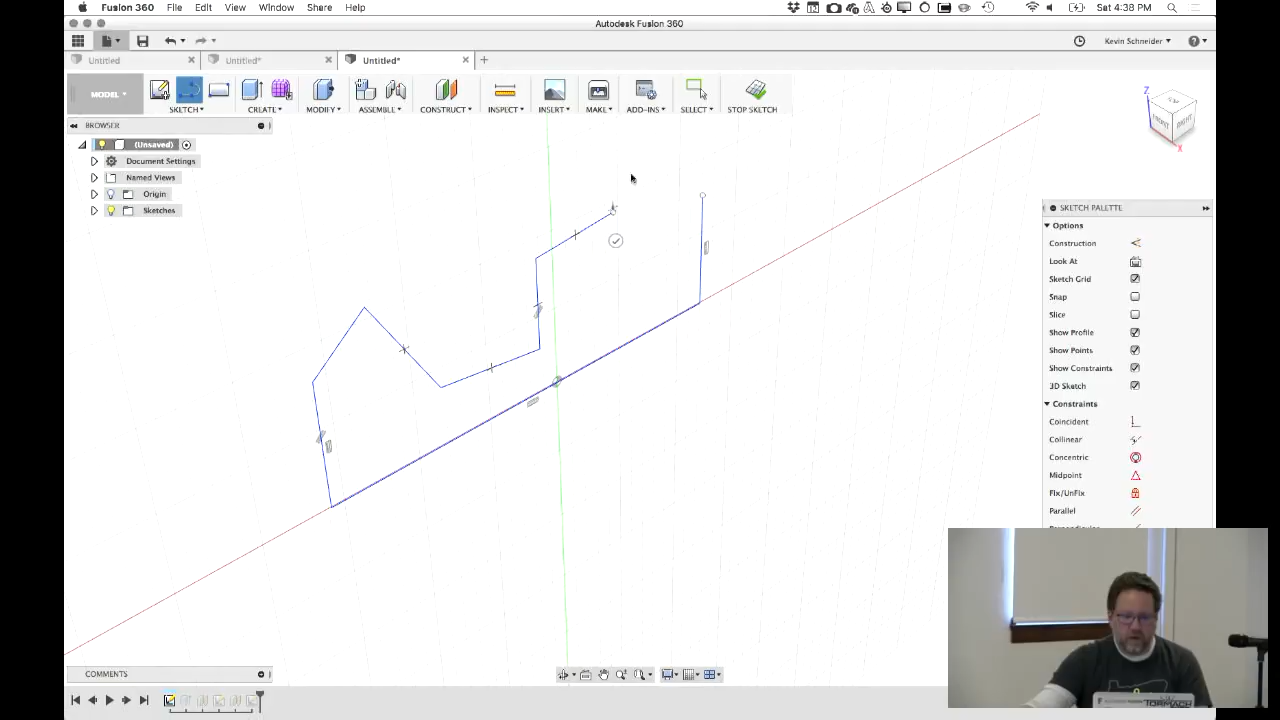 Fusion 360 File Edit View Window Share Help Sat 4:38 PM
Autodesk Fusion 360
Kevin Schneider
Untitled Untitled* Untitled*
MODEL SKETCH CREATE MODIFY ASSEMBLE CONSTRUCT INSPECT INSERT MAKE ADD-INS SELECT STOP SKETCH
BROWSER
(Unsaved)
Document Settings
Named Views
Origin
Sketches
Z
FRONT RIGHT
X
SKETCH PALETTE
Options
Construction
Look At
Sketch Grid
Snap
Slice
Show Profile
Show Points
Show Constraints
3D Sketch
Constraints
Coincident
Collinear
Concentric
Midpoint
Fix/UnFix
Parallel
COMMENTS
TORMACH